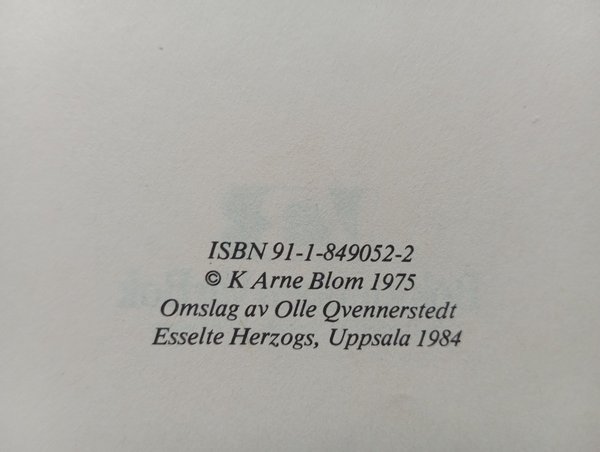 ISBN 91-1-849052-2
© K Arne Blom 1975
Omslag av Olle Qvennerstedt
Esselte Herzogs, Uppsala 1984